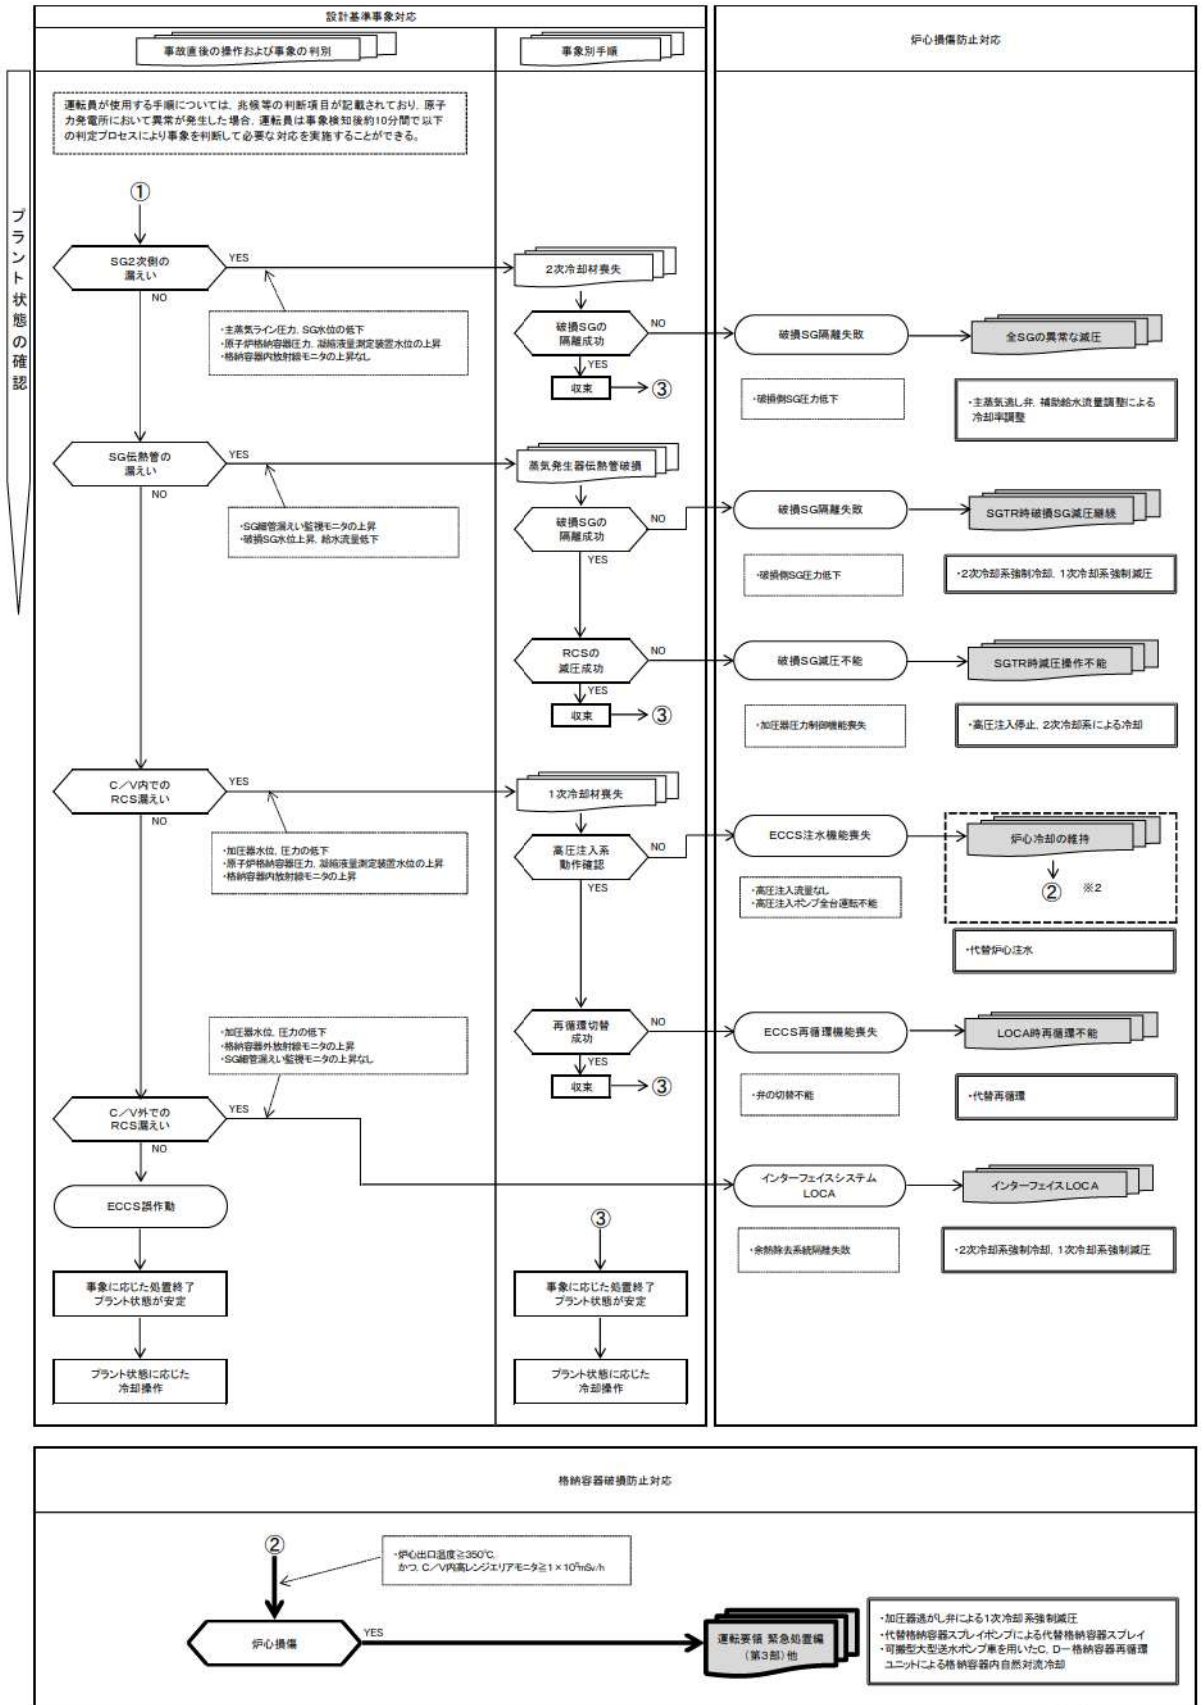 設計基準事象対応
事故直後の操作および事象の判別
事象別手順
炉心損傷防止対応
プラント状態の確認
運転員が使用する手順については、兆候等の判断項目が記載されており、原子
力発電所において異常が発生した場合、運転員は事象検知後約10分間で以下
の判定プロセスにより事象を判断して必要な対応を実施することができる。
①
SG2次側の
漏えい
YES
NO
・主蒸気ライン圧力、SG水位の低下
・原子炉格納容器圧力、凝縮液量測定装置水位の上昇
・格納容器内放射線モニタの上昇なし
2次冷却材喪失
破損SGの
隔離成功
NO
YES
収束
③
破損SG隔離失敗
・破損側SG圧力低下
全SGの異常な減圧
・主蒸気逃し弁、補助給水流量調整による
冷却率調整
SG伝熱管の
漏えい
YES
NO
・SG細管漏えい監視モニタの上昇
・破損SG水位上昇、給水流量低下
蒸気発生器伝熱管破損
破損SGの
隔離成功
NO
YES
破損SG隔離失敗
・破損側SG圧力低下
SGTR時破損SG減圧継続
・2次冷却系強制冷却、1次冷却系強制減圧
RCSの
減圧成功
NO
YES
収束
③
破損SG減圧不能
・加圧器圧力制御機能喪失
SGTR時減圧操作不能
・高圧注入停止、2次冷却系による冷却
C/V内での
RCS漏えい
YES
NO
・加圧器水位、圧力の低下
・原子炉格納容器圧力、凝縮液量測定装置水位の上昇
・格納容器内放射線モニタの上昇
1次冷却材喪失
高圧注入系
動作確認
NO
YES
ECCS注水機能喪失
・高圧注入流量なし
・高圧注入ポンプ全台運転不能
炉心冷却の維持
② ※2
・代替炉心注水
・加圧器水位、圧力の低下
・格納容器外放射線モニタの上昇
・SG細管漏えい監視モニタの上昇なし
再循環切替
成功
NO
YES
収束
③
ECCS再循環機能喪失
・弁の切替不能
LOCA時再循環不能
・代替再循環
C/V外での
RCS漏えい
YES
NO
インターフェイスシステム
LOCA
・余熱除去系統隔離失敗
インターフェイスLOCA
・2次冷却系強制冷却、1次冷却系強制減圧
ECCS誤作動
事象に応じた処置終了
プラント状態が安定
プラント状態に応じた
冷却操作
③
事象に応じた処置終了
プラント状態が安定
プラント状態に応じた
冷却操作
格納容器破損防止対応
②
・炉心出口温度≧350℃、
かつ、C/V内高レンジエリアモニタ≧1×10⁵mSv/h
炉心損傷
YES
運転要領 緊急処置編
(第3部)他
・加圧器逃がし弁による1次冷却系強制減圧
・代替格納容器スプレイポンプによる代替格納容器スプレイ
・可搬型大型送水ポンプ車を用いたC、D-格納容器再循環
ユニットによる格納容器内自然対流冷却